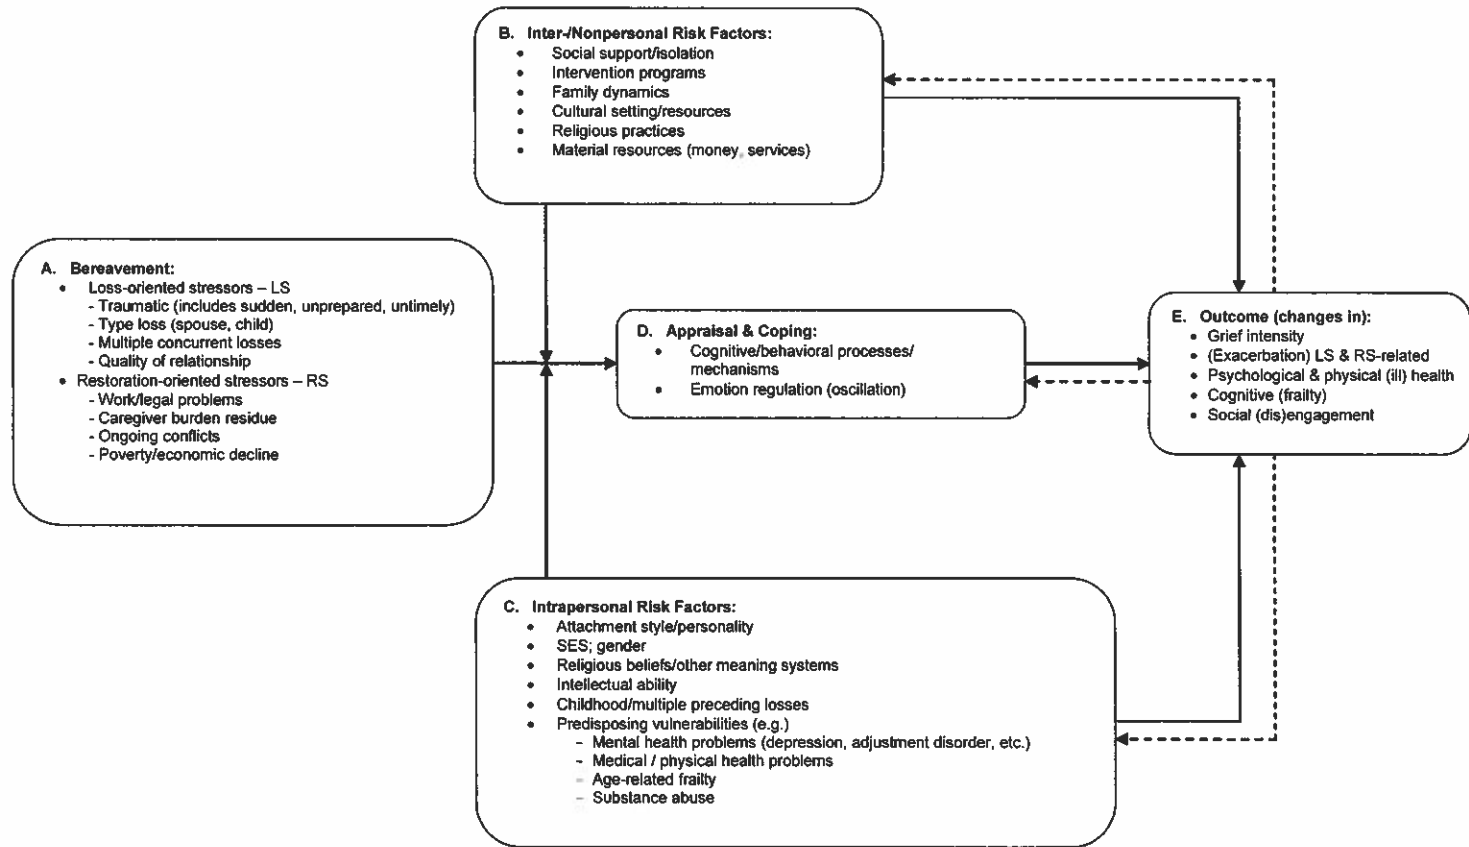 B. Inter-/Nonpersonal Risk Factors:
• Social support/isolation
• Intervention programs
• Family dynamics
• Cultural setting/resources
• Religious practices
• Material resources (money, services)
A. Bereavement:
• Loss-oriented stressors – LS
- Traumatic (includes sudden, unprepared, untimely)
- Type loss (spouse, child)
- Multiple concurrent losses
- Quality of relationship
• Restoration-oriented stressors – RS
- Work/legal problems
- Caregiver burden residue
- Ongoing conflicts
- Poverty/economic decline
D. Appraisal & Coping:
• Cognitive/behavioral processes/
mechanisms
• Emotion regulation (oscillation)
E. Outcome (changes in):
• Grief intensity
• (Exacerbation) LS & RS-related
• Psychological & physical (ill) health
• Cognitive (frailty)
• Social (dis)engagement
C. Intrapersonal Risk Factors:
• Attachment style/personality
• SES; gender
• Religious beliefs/other meaning systems
• Intellectual ability
• Childhood/multiple preceding losses
• Predisposing vulnerabilities (e.g.)
– Mental health problems (depression, adjustment disorder, etc.)
– Medical / physical health problems
– Age-related frailty
– Substance abuse